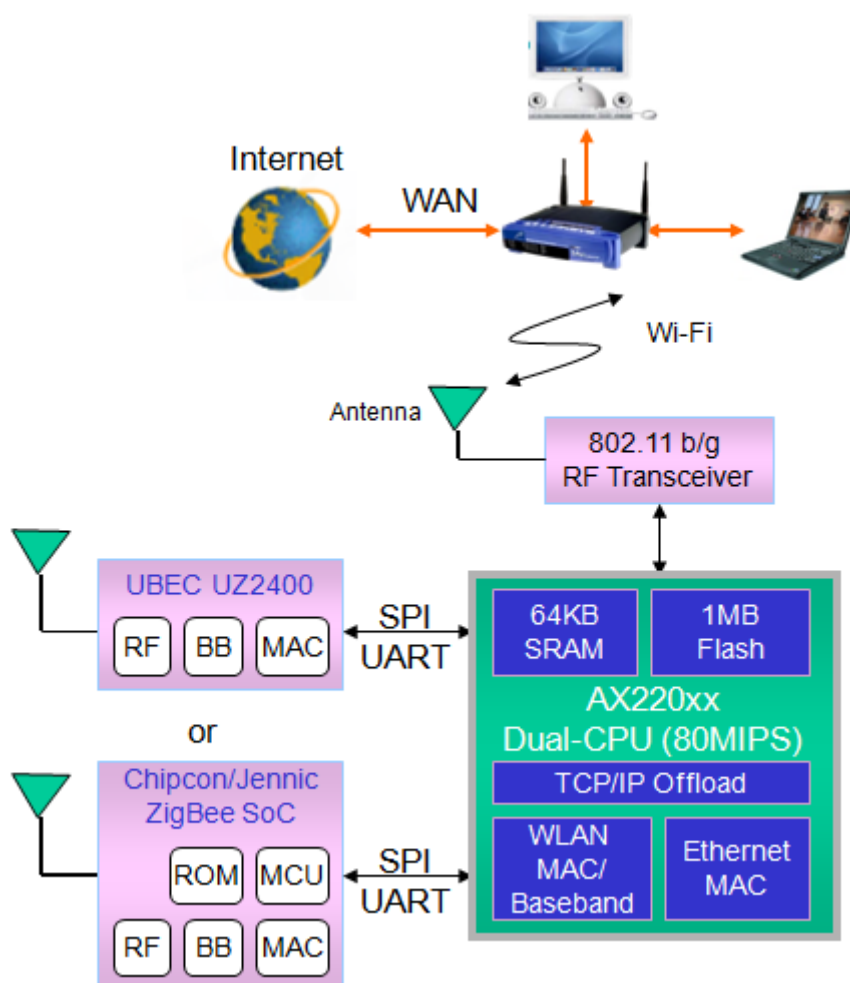 Internet
WAN
Wi-Fi
Antenna
802.11 b/g
RF Transceiver
UBEC UZ2400
RF
BB
MAC
SPI
UART
64KB
SRAM
1MB
Flash
AX220xx
Dual-CPU (80MIPS)
TCP/IP Offload
WLAN
MAC/
Baseband
Ethernet
MAC
or
Chipcon/Jennic
ZigBee SoC
ROM
MCU
RF
BB
MAC
SPI
UART